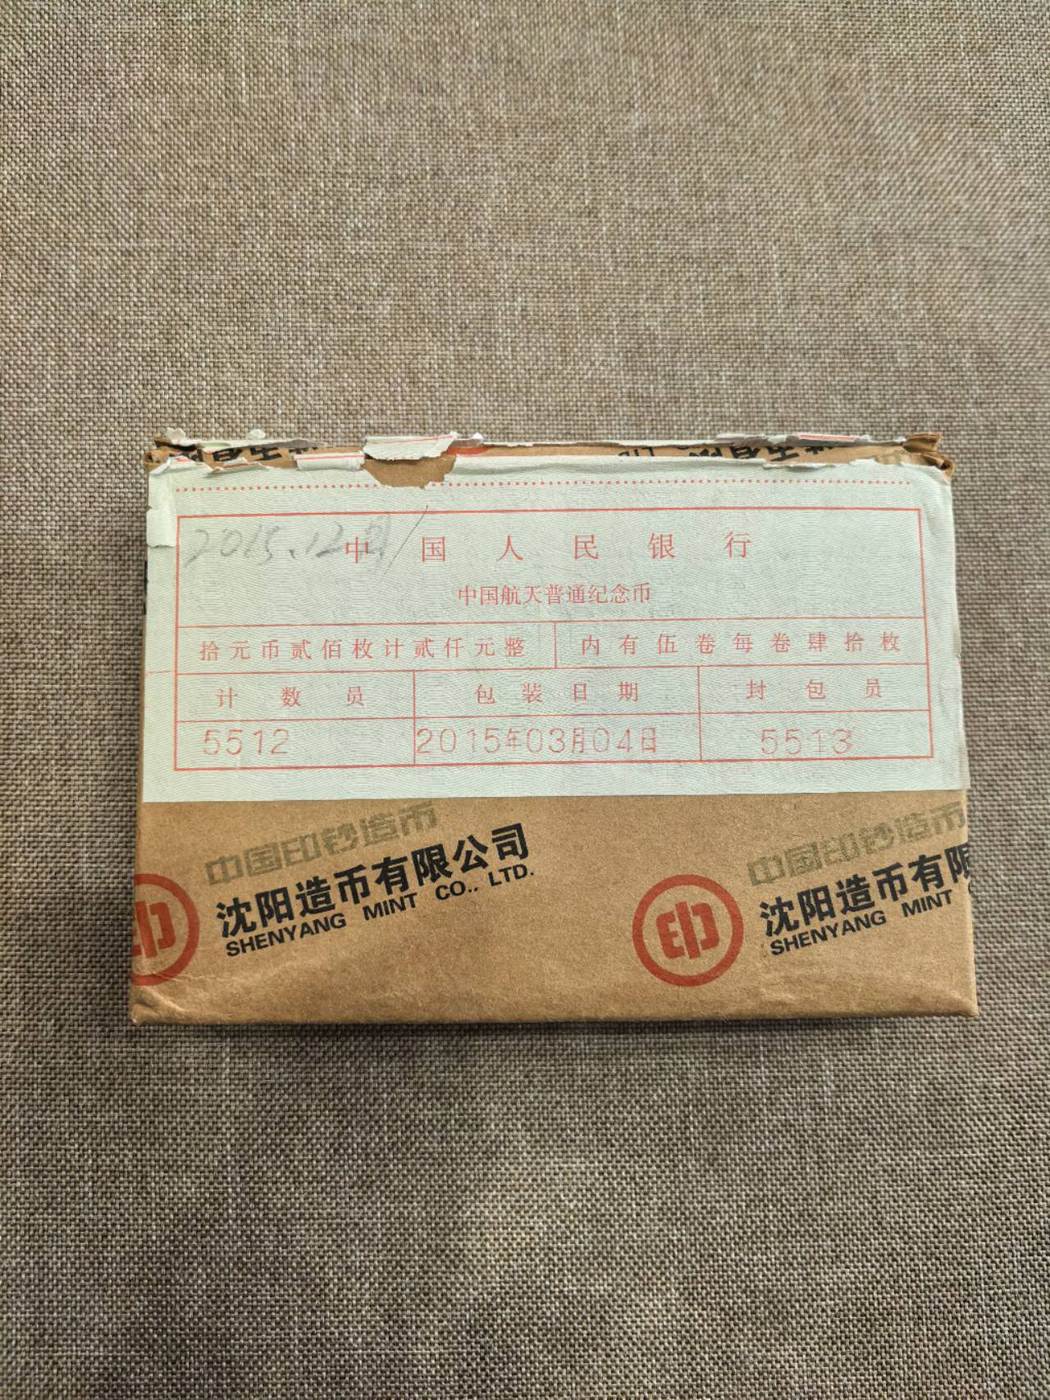 2015.12月
中国人民银行
中国航天普通纪念币
拾元币贰佰枚计贰仟元整 内有伍卷每卷肆拾枚
计数员 包装日期 封包员
5512 2015年03月04日 5513
中国印钞造币 中国印钞造币
沈阳造币有限公司 沈阳造币有限
SHENYANG MINT CO., LTD. SHENYANG MINT
印 印